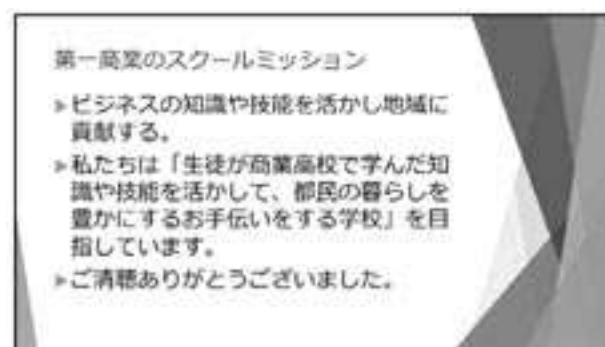 第一商業のスクールミッション
ビジネスの知識や技能を活かし地域に
貢献する。
私たちは「生徒が商業高校で学んだ知
識や技能を活かして、都民の暮らしを
豊かにするお手伝いをする学校」を目
指しています。
ご清聴ありがとうございました。